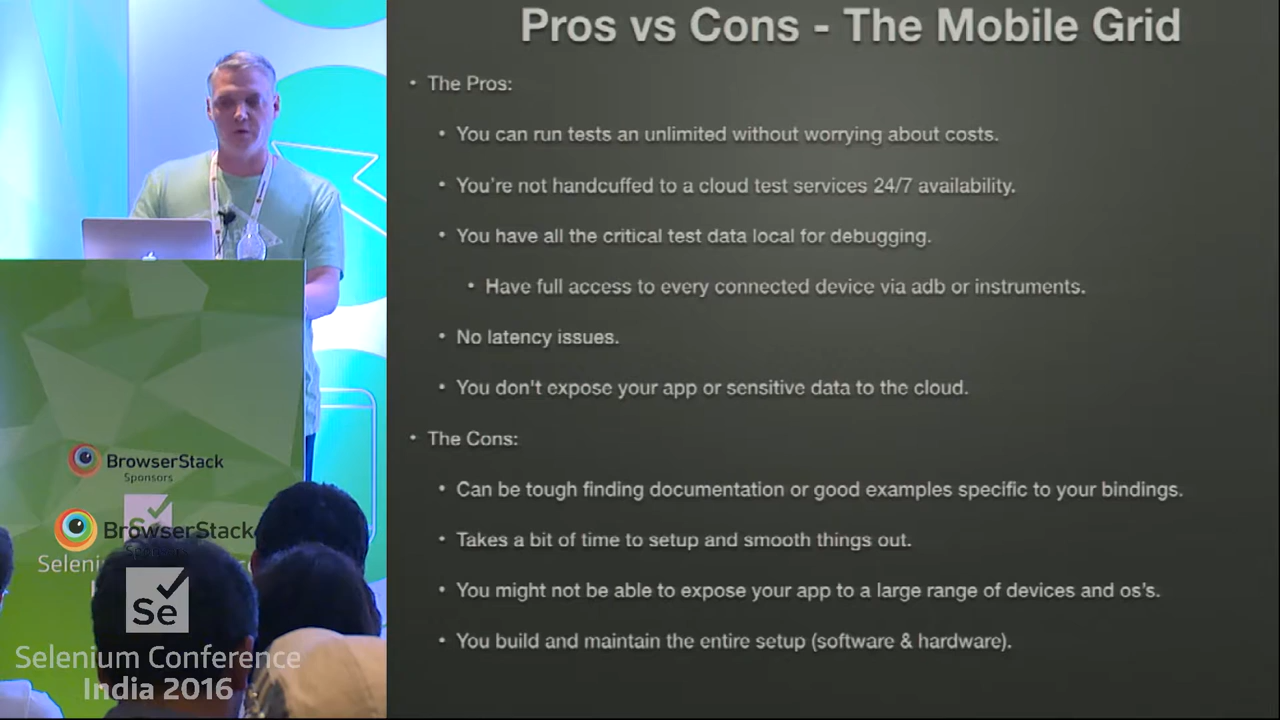 Pros vs Cons - The Mobile Grid
• The Pros:
• You can run tests an unlimited without worrying about costs.
• You're not handcuffed to a cloud test services 24/7 availability.
• You have all the critical test data local for debugging.
• Have full access to every connected device via adb or instruments.
• No latency issues.
• You don't expose your app or sensitive data to the cloud.
• The Cons:
• Can be tough finding documentation or good examples specific to your bindings.
• Takes a bit of time to setup and smooth things out.
• You might not be able to expose your app to a large range of devices and os's.
• You build and maintain the entire setup (software & hardware).
BrowserStack
Sponsors
BrowserStack
Sponsors
Se
Selenium Conference
India 2016